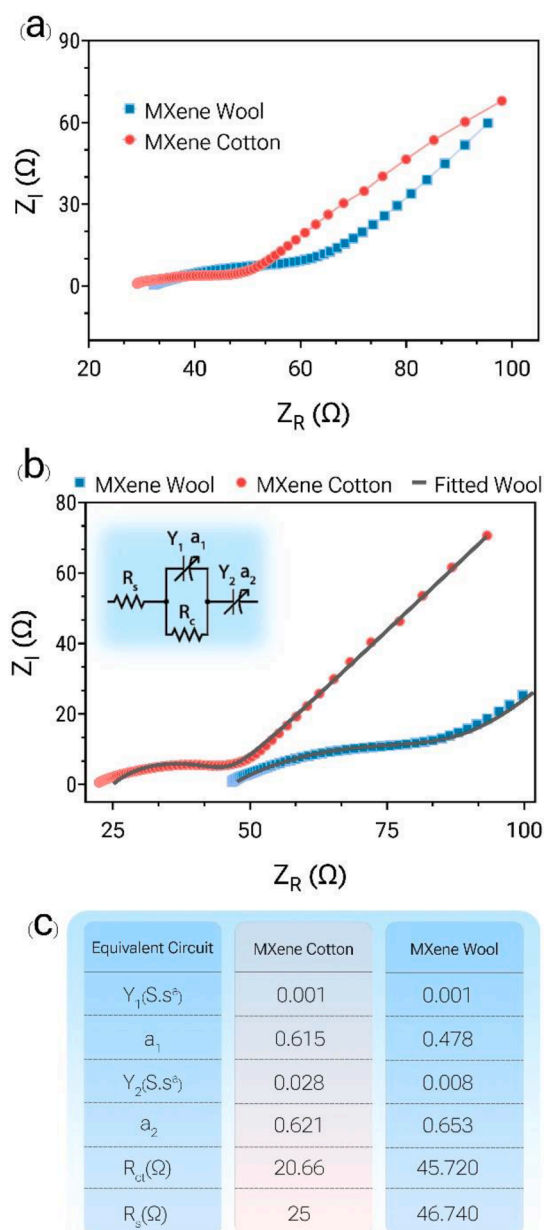 (a)
90
60
30
0
Z_I (Ω)
MXene Wool
MXene Cotton
20 40 60 80 100
Z_R (Ω)
(b)
MXene Wool MXene Cotton Fitted Wool
80
60
40
20
0
Z_I (Ω)
Y_1 a_1
R_s
R_c
Y_2 a_2
25 50 75 100
Z_R (Ω)
(c)
Equivalent Circuit MXene Cotton MXene Wool
Y_1(S.s^a) 0.001 0.001
a_1 0.615 0.478
Y_2(S.s^a) 0.028 0.008
a_2 0.621 0.653
R_ct(Ω) 20.66 45.720
R_s(Ω) 25 46.740